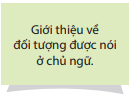 Giới thiệu về
đối tượng được nói
ở chủ ngữ.